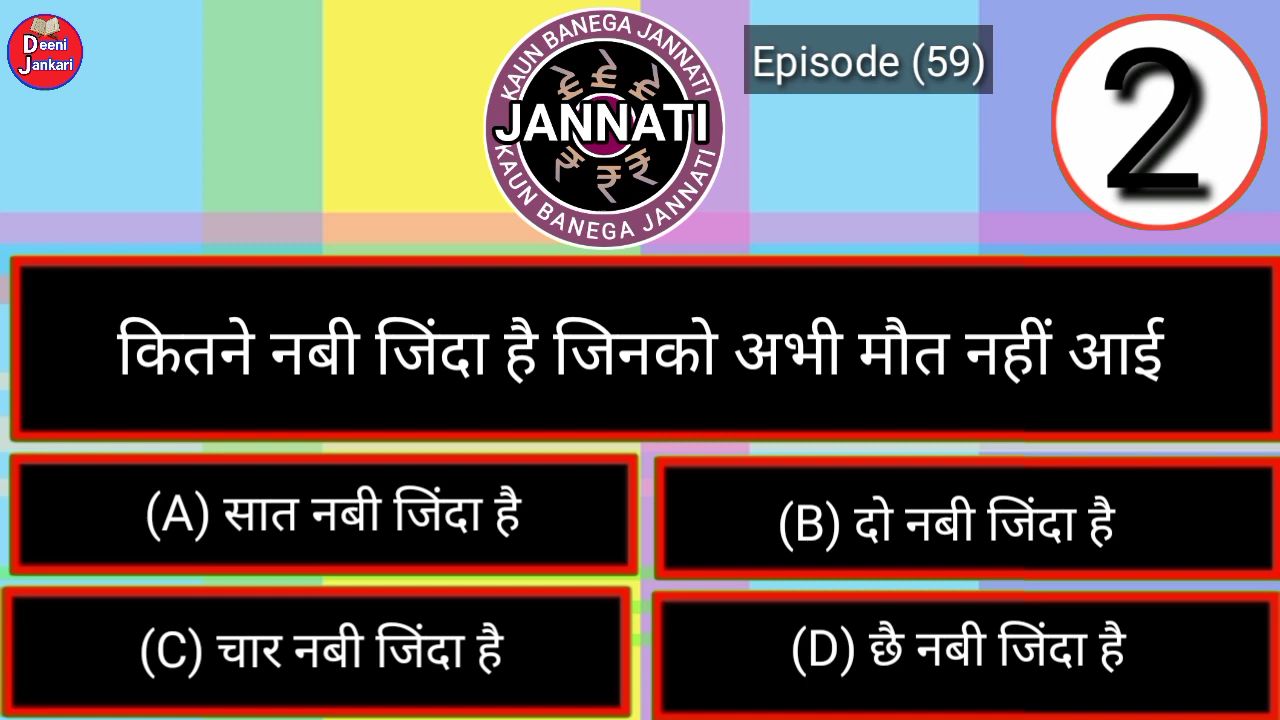 Deeni
Jankari
KAUN BANEGA JANNATI
JANNATI
KAUN BANEGA JANNATI
Episode (59)
2
कितने नबी जिंदा है जिनको अभी मौत नहीं आई
(A) सात नबी जिंदा है
(B) दो नबी जिंदा है
(C) चार नबी जिंदा है
(D) छै नबी जिंदा है